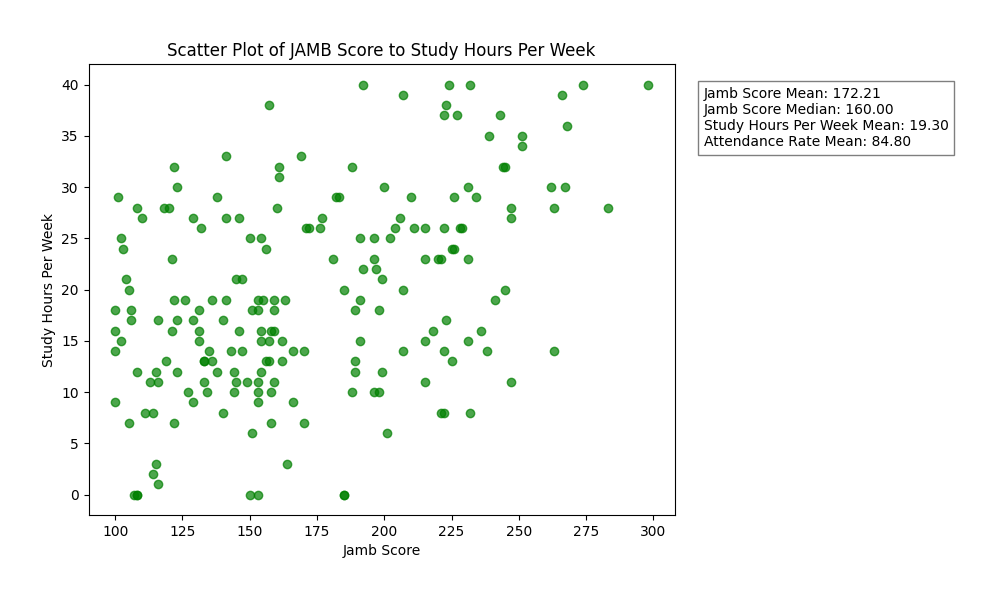 Scatter Plot of JAMB Score to Study Hours Per Week
Jamb Score Mean: 172.21
Jamb Score Median: 160.00
Study Hours Per Week Mean: 19.30
Attendance Rate Mean: 84.80
Study Hours Per Week
40
35
30
25
20
15
10
5
0
100 125 150 175 200 225 250 275 300
Jamb Score